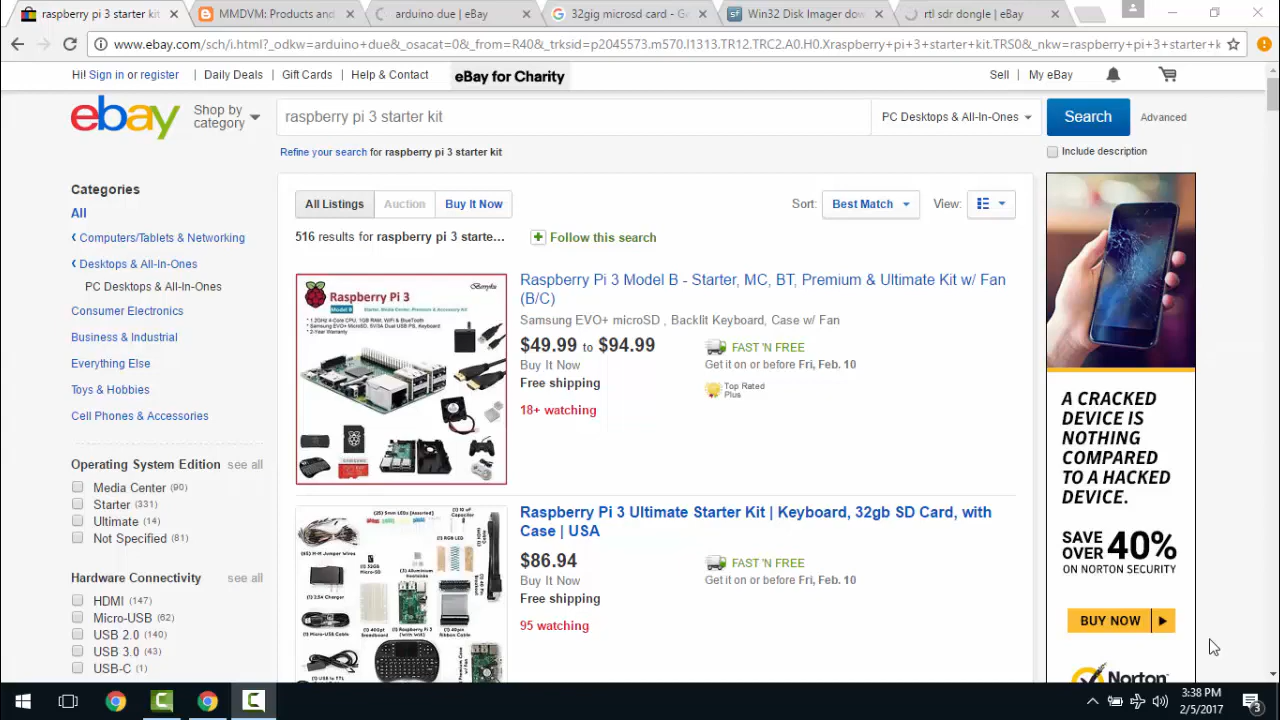 raspberry pi 3 starter kit
MMDVM: Products and
arduino due | eBay
32gig microsd card - Go
Win32 Disk Imager dow
rtl sdr dongle | eBay
www.ebay.com/sch/i.html?_odkw=arduino+due&_osacat=0&_from=R40&_trksid=p2045573.m570.l1313.TR12.TRC2.A0.H0.Xraspberry+pi+3+starter+kit.TRS0&_nkw=raspberry+pi+3+starter+k
Hi! Sign in or register
Daily Deals
Gift Cards
Help & Contact
eBay for Charity
Sell
My eBay
ebay
Shop by
category
raspberry pi 3 starter kit
PC Desktops & All-In-Ones
Search
Advanced
Refine your search for raspberry pi 3 starter kit
Include description
Categories
All
Computers/Tablets & Networking
Desktops & All-In-Ones
PC Desktops & All-In-Ones
Consumer Electronics
Business & Industrial
Everything Else
Toys & Hobbies
Cell Phones & Accessories
Operating System Edition see all
Media Center (90)
Starter (331)
Ultimate (14)
Not Specified (81)
Hardware Connectivity see all
HDMI (147)
Micro-USB (62)
USB 2.0 (140)
USB 3.0 (43)
USB-C (1)
All Listings
Auction
Buy It Now
Sort: Best Match
View:
516 results for raspberry pi 3 starte...
Follow this search
Raspberry Pi 3
Model B
Raspberry Pi 3 Model B - Starter, MC, BT, Premium & Ultimate Kit w/ Fan
(B/C)
Samsung EVO+ microSD , Backlit Keyboard, Case w/ Fan
$49.99 to $94.99
Buy It Now
Free shipping
18+ watching
FAST 'N FREE
Get it on or before Fri, Feb. 10
Top Rated
Plus
Raspberry Pi 3 Ultimate Starter Kit | Keyboard, 32gb SD Card, with
Case | USA
$86.94
Buy It Now
Free shipping
95 watching
FAST 'N FREE
Get it on or before Fri, Feb. 10
A CRACKED
DEVICE IS
NOTHING
COMPARED
TO A HACKED
DEVICE.
SAVE
OVER 40%
ON NORTON SECURITY
BUY NOW
Norton
3:38 PM
2/5/2017
3